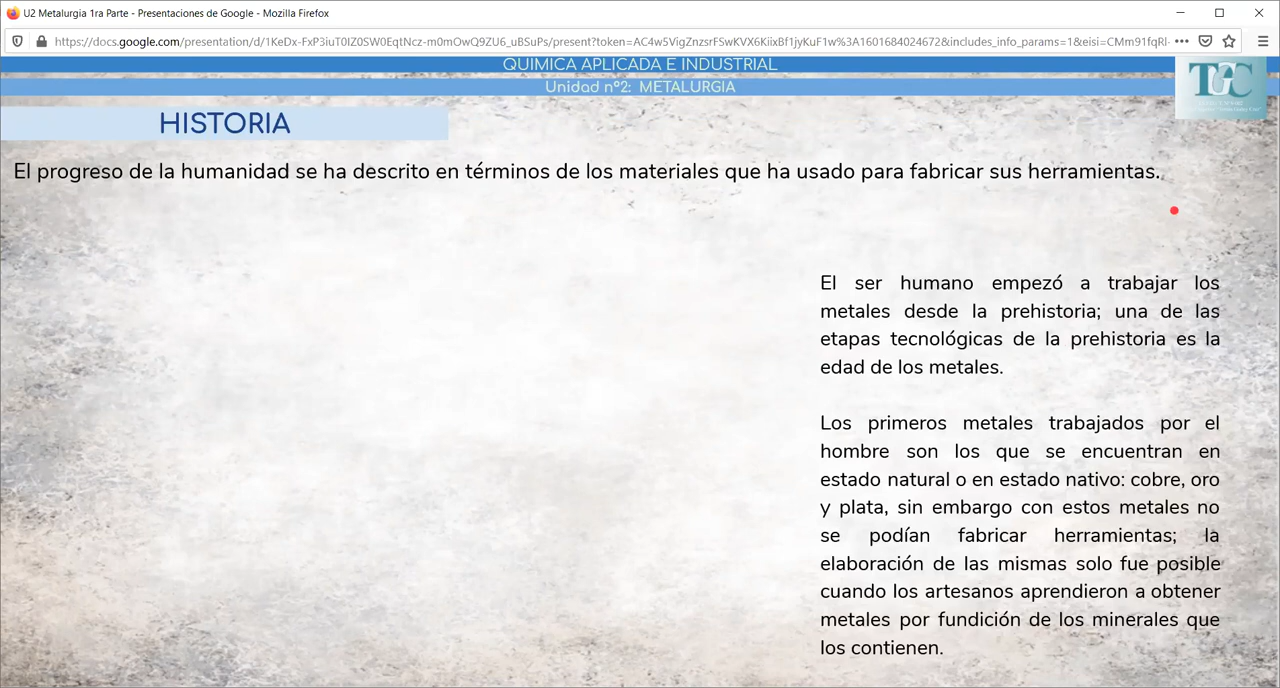 U2 Metalurgia 1ra Parte - Presentaciones de Google - Mozilla Firefox
https://docs.google.com/presentation/d/1KeDx-FxP3iuT0IZ0SW0EqtNcz-m0mOwQ9ZU6_uBSuPs/present?token=AC4w5VigZnzsrFSwKVX6KiixBf1jyKuF1w%3A1601684024672&includes_info_params=1&eisi=CMm91fqRl-
QUIMICA APLICADA E INDUSTRIAL
Unidad nº2: METALURGIA
TGC
HISTORIA
El progreso de la humanidad se ha descrito en términos de los materiales que ha usado para fabricar sus herramientas.
El ser humano empezó a trabajar los
metales desde la prehistoria; una de las
etapas tecnológicas de la prehistoria es la
edad de los metales.
Los primeros metales trabajados por el
hombre son los que se encuentran en
estado natural o en estado nativo: cobre, oro
y plata, sin embargo con estos metales no
se podían fabricar herramientas; la
elaboración de las mismas solo fue posible
cuando los artesanos aprendieron a obtener
metales por fundición de los minerales que
los contienen.